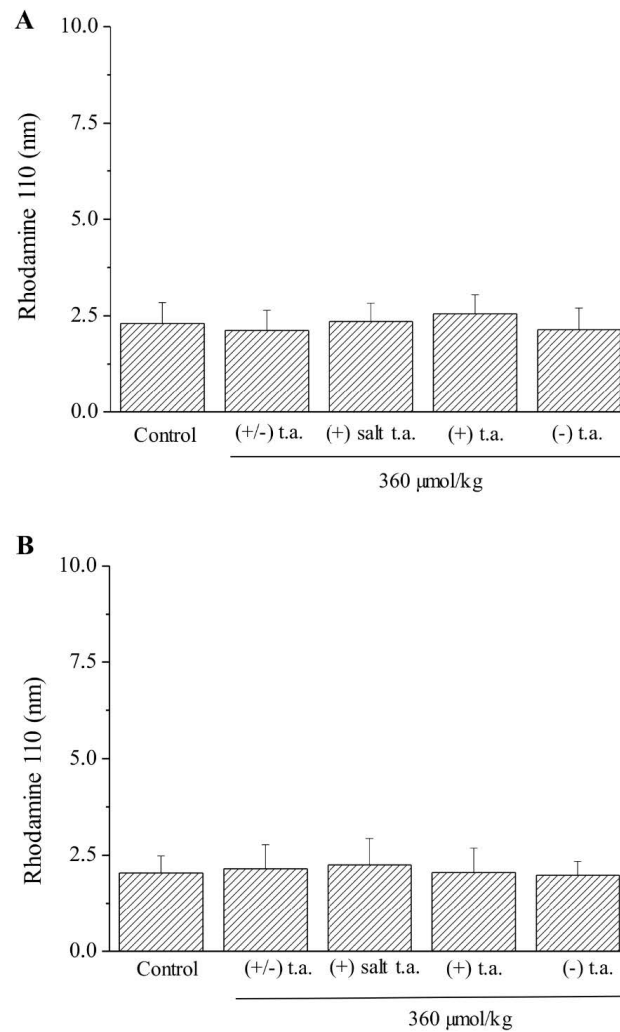 A
Rhodamine 110 (nm)
10.0
7.5
5.0
2.5
0.0
Control (+/-) t.a. (+) salt t.a. (+) t.a. (-) t.a.
360 μmol/kg
B
Rhodamine 110 (nm)
10.0
7.5
5.0
2.5
0.0
Control (+/-) t.a. (+) salt t.a. (+) t.a. (-) t.a.
360 μmol/kg